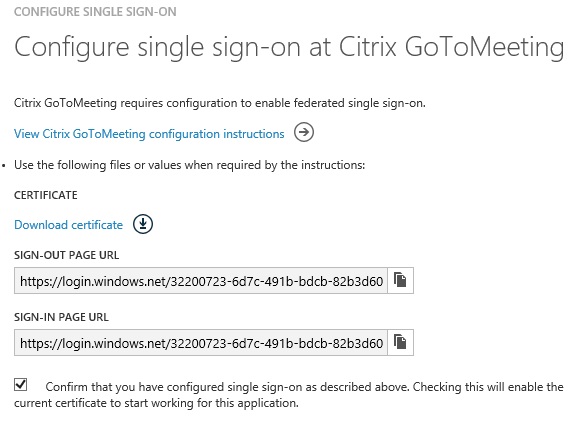 CONFIGURE SINGLE SIGN-ON
Configure single sign-on at Citrix GoToMeeting
Citrix GoToMeeting requires configuration to enable federated single sign-on.
View Citrix GoToMeeting configuration instructions
• Use the following files or values when required by the instructions:
CERTIFICATE
Download certificate
SIGN-OUT PAGE URL
https://login.windows.net/32200723-6d7c-491b-bdcb-82b3d60
SIGN-IN PAGE URL
https://login.windows.net/32200723-6d7c-491b-bdcb-82b3d60
Confirm that you have configured single sign-on as described above. Checking this will enable the
current certificate to start working for this application.